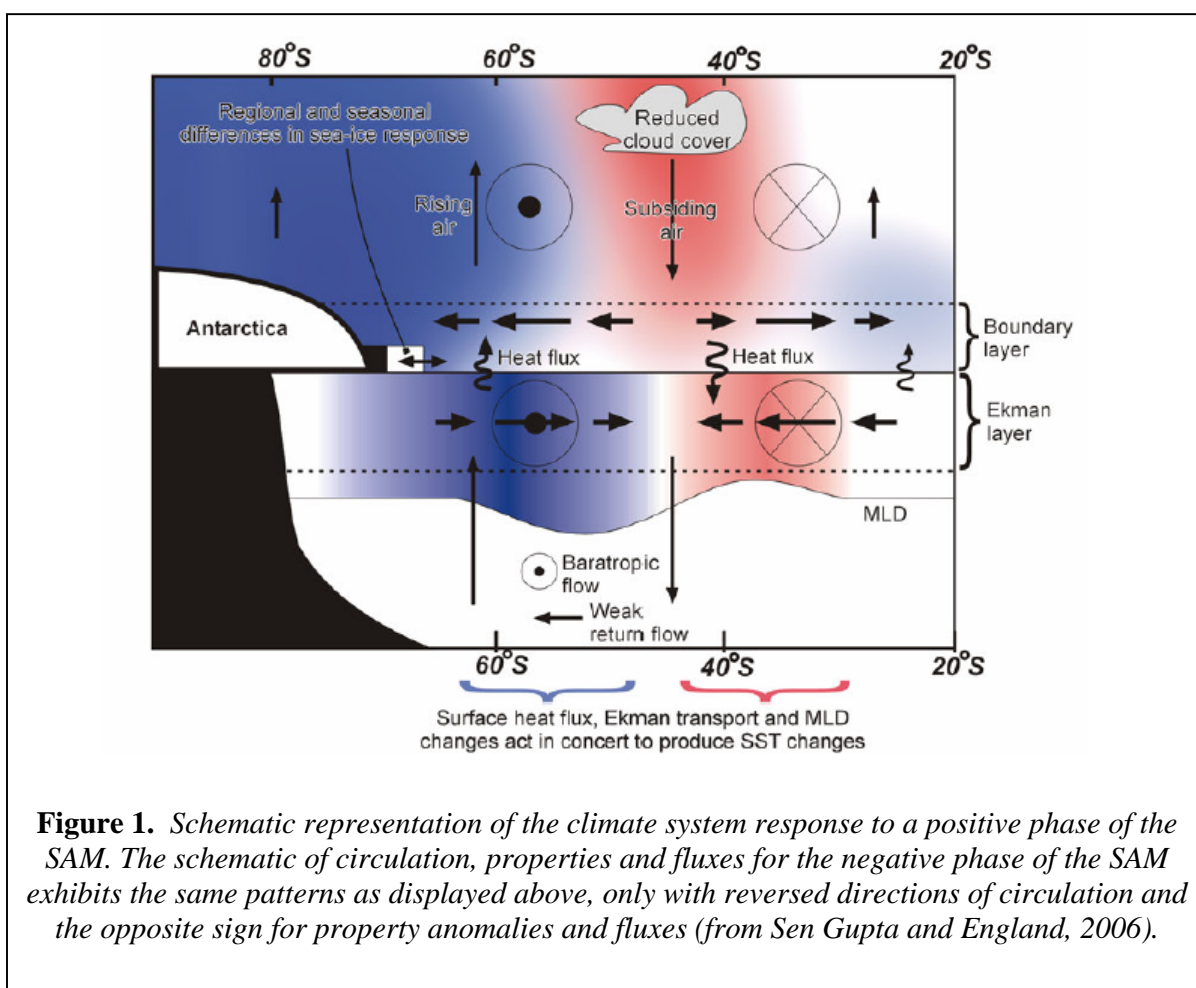 80°S 60°S 40°S 20°S
Regional and seasonal
differences in sea-ice response
Reduced
cloud cover
Rising
air
Subsiding
air
Antarctica
Heat flux
Heat flux
Boundary
layer
Ekman
layer
MLD
Baratropic
flow
Weak
return flow
60°S 40°S 20°S
Surface heat flux, Ekman transport and MLD
changes act in concert to produce SST changes
Figure 1. Schematic representation of the climate system response to a positive phase of the
SAM. The schematic of circulation, properties and fluxes for the negative phase of the SAM
exhibits the same patterns as displayed above, only with reversed directions of circulation and
the opposite sign for property anomalies and fluxes (from Sen Gupta and England, 2006).